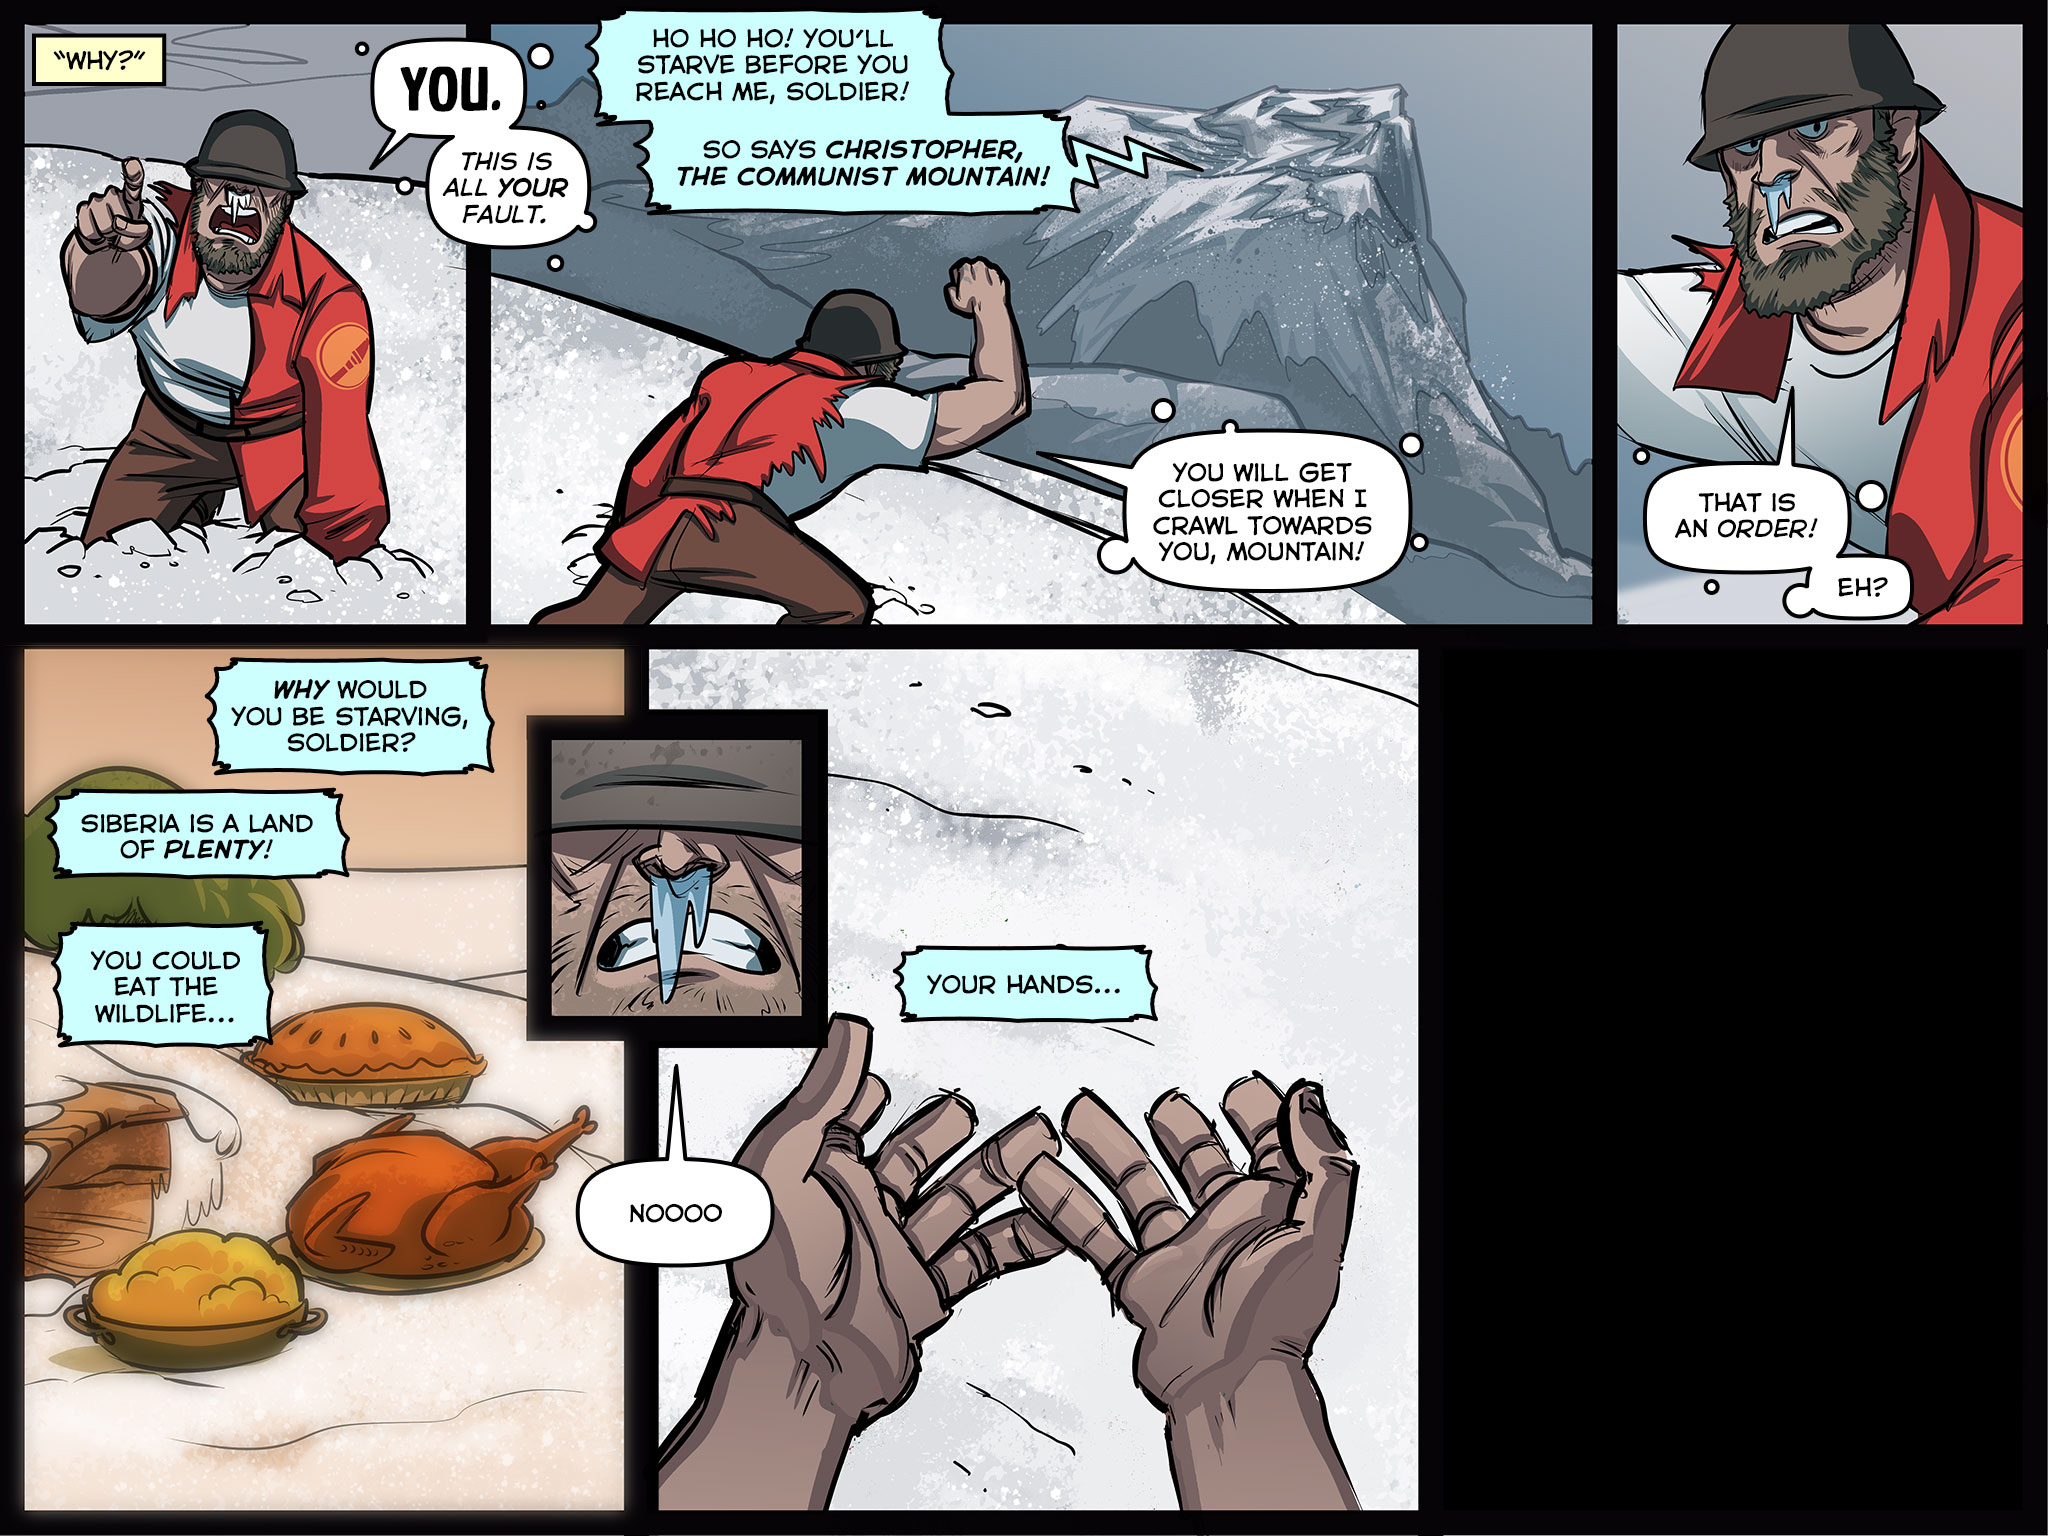 “WHY?”
YOU.
THIS IS
ALL YOUR
FAULT.
HO HO HO! YOU’LL
STARVE BEFORE YOU
REACH ME, SOLDIER!
SO SAYS CHRISTOPHER,
THE COMMUNIST MOUNTAIN!
YOU WILL GET
CLOSER WHEN I
CRAWL TOWARDS
YOU, MOUNTAIN!
THAT IS
AN ORDER!
EH?
WHY WOULD
YOU BE STARVING,
SOLDIER?
SIBERIA IS A LAND
OF PLENTY!
YOU COULD
EAT THE
WILDLIFE...
NOOOO
YOUR HANDS...